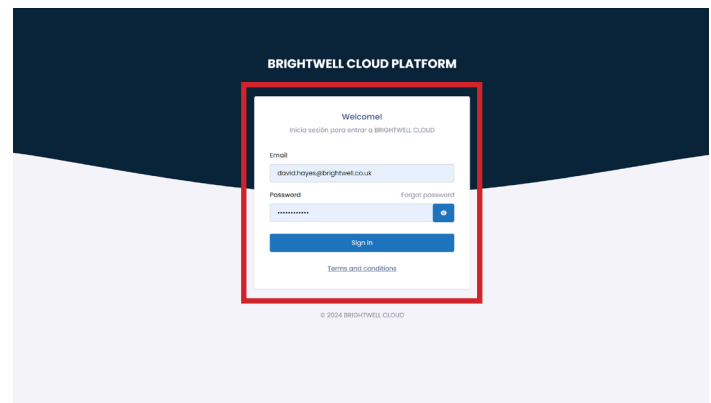 BRIGHTWELL CLOUD PLATFORM
Welcome!
Inicia sesión para entrar a BRIGHTWELL CLOUD
Email
david.hayes@brightwell.co.uk
Password Forgot password
••••••••••••
Sign in
Terms and conditions
© 2024 BRIGHTWELL CLOUD